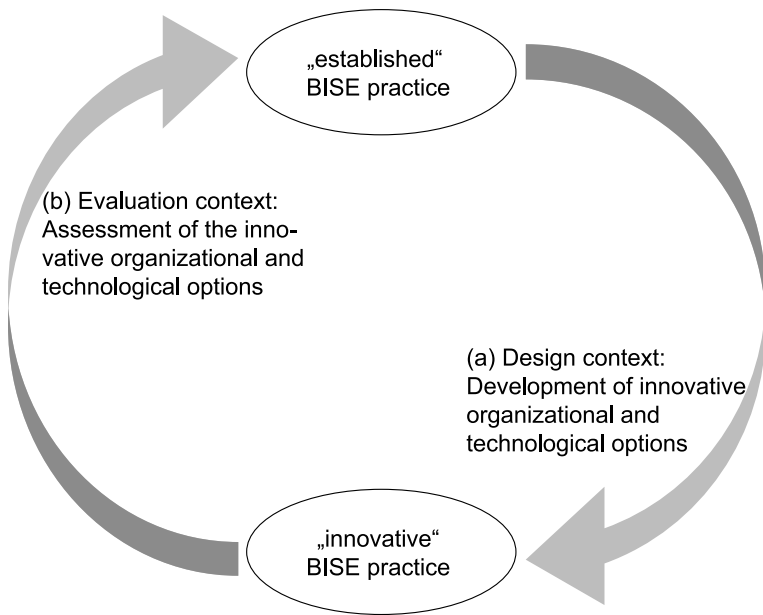 „established“
BISE practice
(b) Evaluation context:
Assessment of the inno-
vative organizational and
technological options
(a) Design context:
Development of innovative
organizational and
technological options
„innovative“
BISE practice